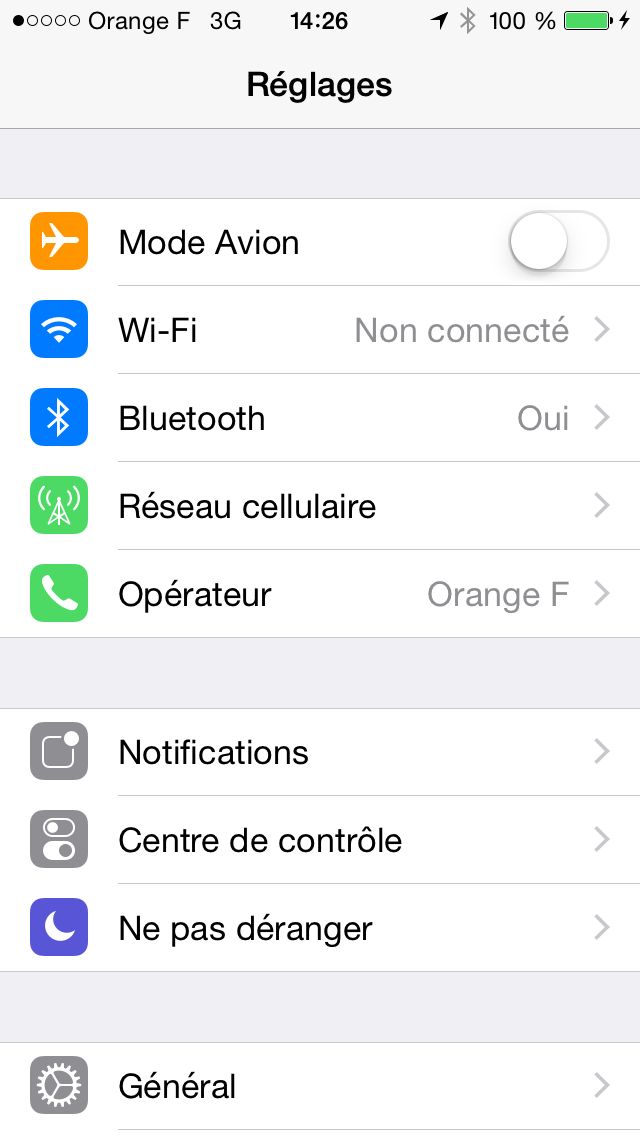 Orange F 3G 14:26 100 %
Réglages
Mode Avion
Wi-Fi Non connecté
Bluetooth Oui
Réseau cellulaire
Opérateur Orange F
Notifications
Centre de contrôle
Ne pas déranger
Général